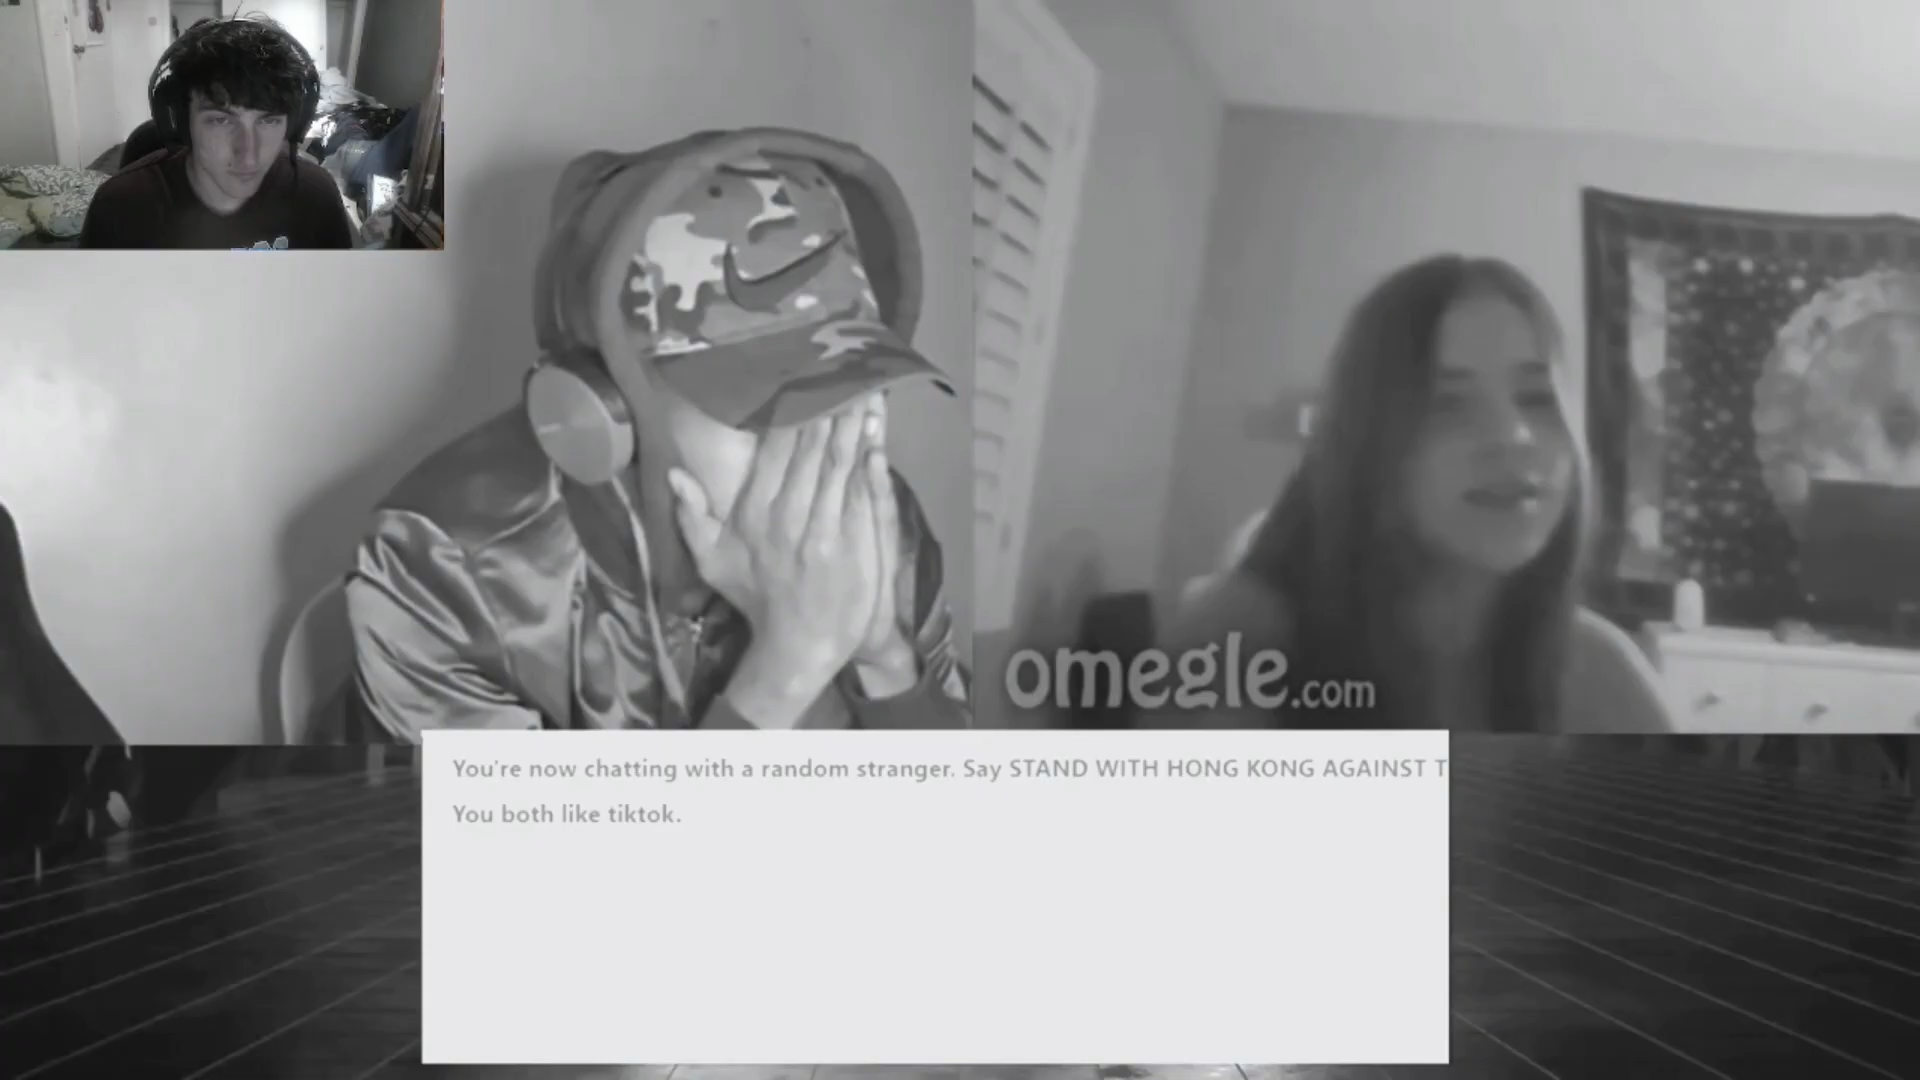 omegle.com
You're now chatting with a random stranger. Say STAND WITH HONG KONG AGAINST T
You both like tiktok.